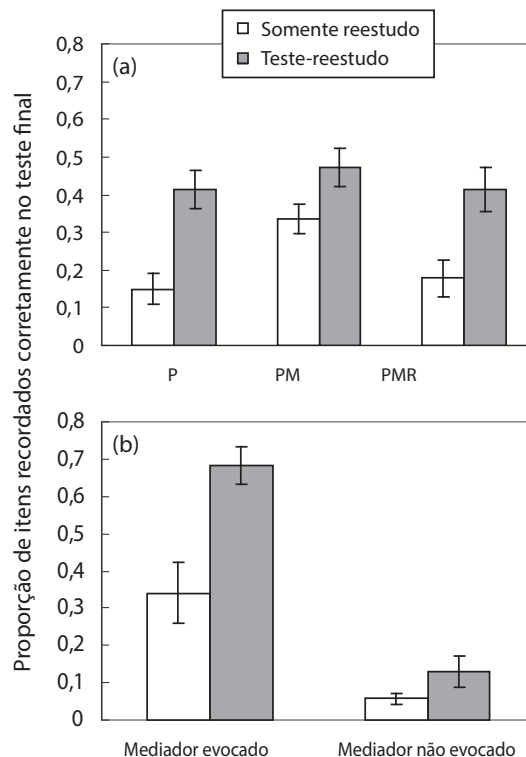 Somente reestudo
Teste-reestudo
Proporção de itens recordados corretamente no teste final
(a)
0,8
0,7
0,6
0,5
0,4
0,3
0,2
0,1
0
P PM PMR
(b)
0,8
0,7
0,6
0,5
0,4
0,3
0,2
0,1
0
Mediador evocado Mediador não evocado